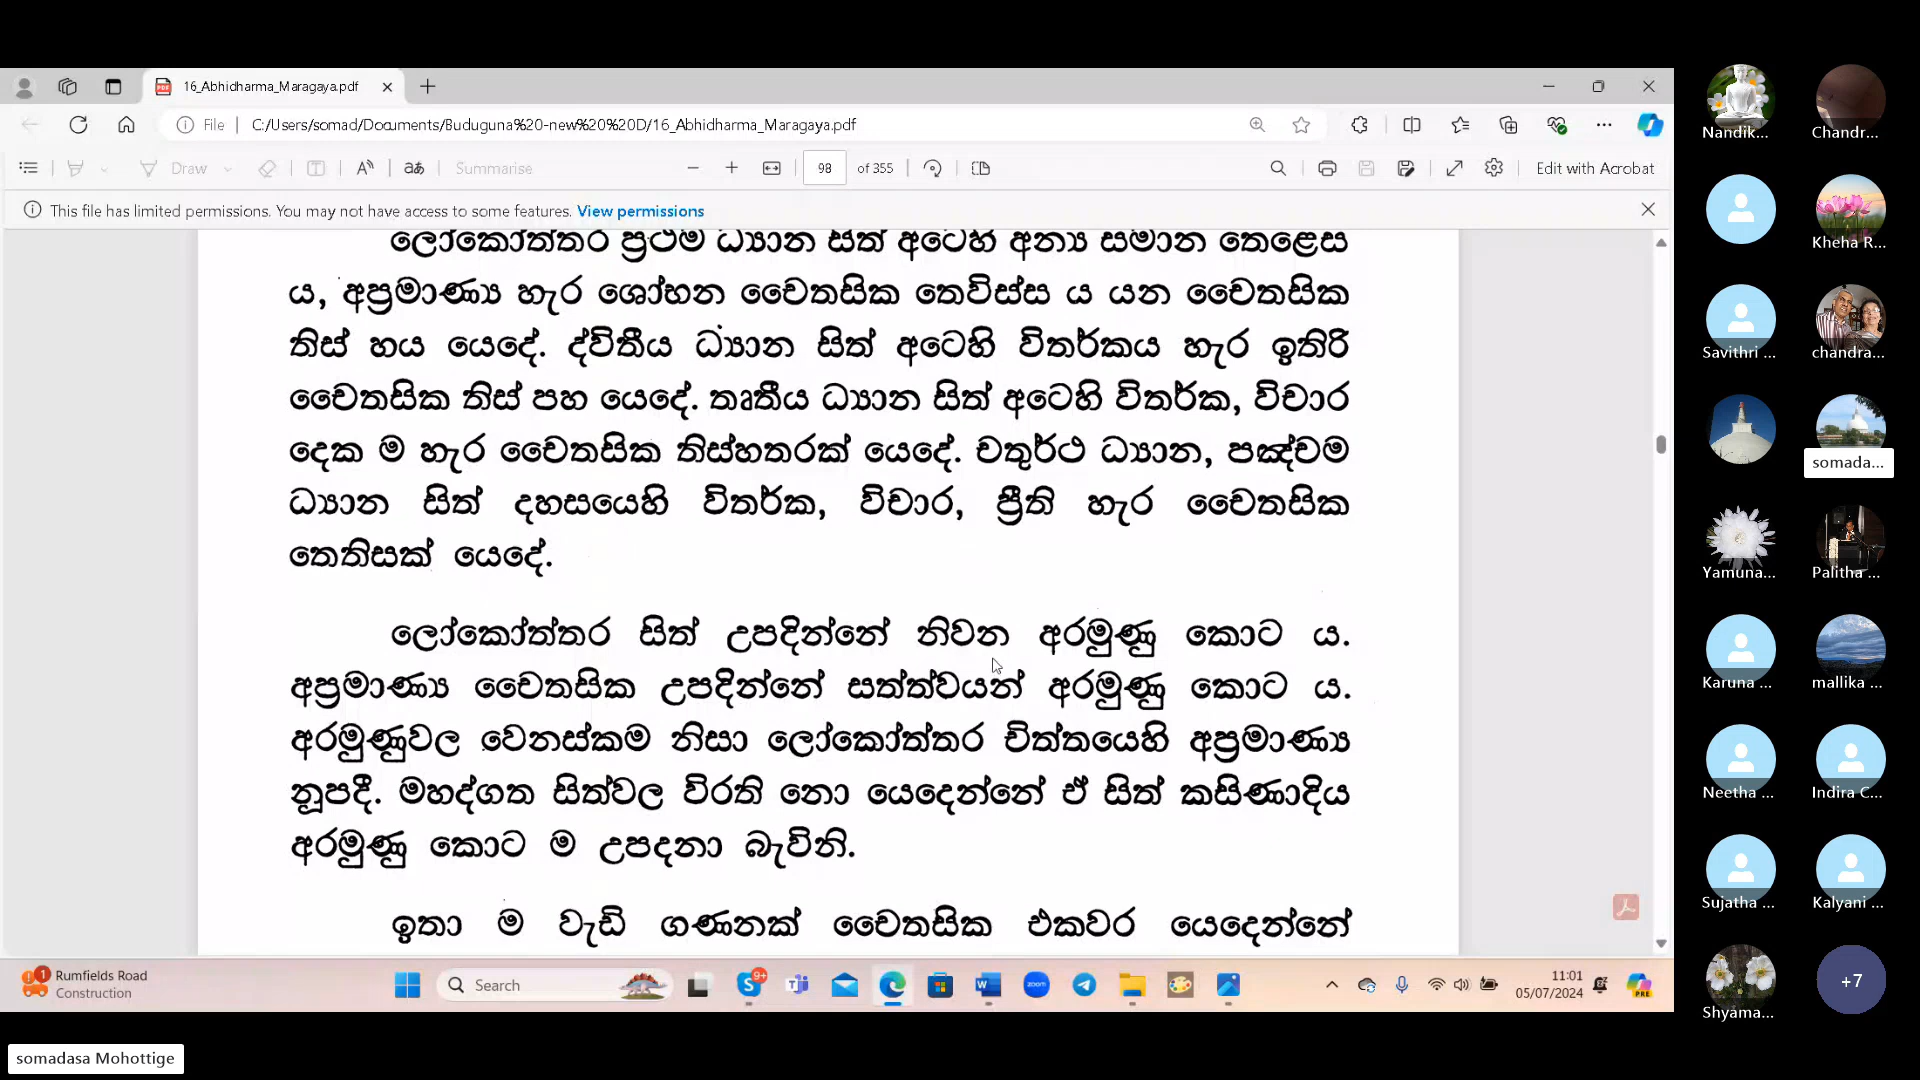 16_Abhidharma_Maragaya.pdf
File
C:/Users/somad/Documents/Buduguna%20-new%20%20D/16_Abhidharma_Maragaya.pdf
Draw
aあ
Summarise
98 of 355
Edit with Acrobat
This file has limited permissions. You may not have access to some features. View permissions
ලෝකෝත්තර ප්‍රථම ධ්‍යාන සිත් අටෙහි අන්‍ය සමාන තෙළෙස
ය, අප්‍රමාණ්‍ය හැර ශෝභන චෛතසික තෙවිස්ස ය යන චෛතසික
තිස් හය යෙදේ. ද්විතීය ධ්‍යාන සිත් අටෙහි විතර්කය හැර ඉතිරි
චෛතසික තිස් පහ යෙදේ. තෘතීය ධ්‍යාන සිත් අටෙහි විතර්ක, විචාර
දෙක ම හැර චෛතසික තිස්හතරක් යෙදේ. චතුර්ථ ධ්‍යාන, පඤ්චම
ධ්‍යාන සිත් දහසයෙහි විතර්ක, විචාර, ප්‍රීති හැර චෛතසික
තෙතිසක් යෙදේ.
ලෝකෝත්තර සිත් උපදින්නේ නිවන අරමුණු කොට ය.
අප්‍රමාණ්‍ය චෛතසික උපදින්නේ සත්ත්වයන් අරමුණු කොට ය.
අරමුණුවල වෙනස්කම නිසා ලෝකෝත්තර චිත්තයෙහි අප්‍රමාණ්‍ය
නූපදී. මහද්ගත සිත්වල විරති නො යෙදෙන්නේ ඒ සිත් කසිණාදිය
අරමුණු කොට ම උපදනා බැවිනි.
ඉතා ම වැඩි ගණනක් චෛතසික එකවර යෙදෙන්නේ
Nandik...
Chandr...
Kheha R...
Savithri ...
chandra...
somada...
Yamuna...
Palitha ...
Karuna ...
mallika ...
Neetha ...
Indira C...
Sujatha ...
Kalyani ...
Shyama...
+7
1
Rumfields Road
Construction
Search
9+
zoom
11:01
05/07/2024
PRE
somadasa Mohottige